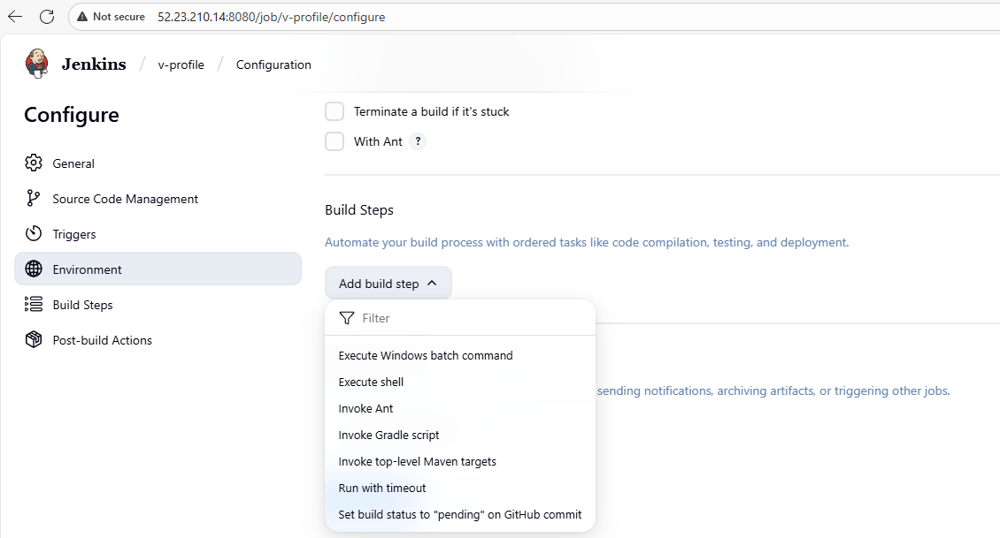 Not secure 52.23.210.14:8080/job/v-profile/configure
Jenkins / v-profile / Configuration
Configure
General
Source Code Management
Triggers
Environment
Build Steps
Post-build Actions
Terminate a build if it's stuck
With Ant ?
Build Steps
Automate your build process with ordered tasks like code compilation, testing, and deployment.
Add build step
Filter
Execute Windows batch command
Execute shell
Invoke Ant
Invoke Gradle script
Invoke top-level Maven targets
Run with timeout
Set build status to "pending" on GitHub commit
sending notifications, archiving artifacts, or triggering other jobs.